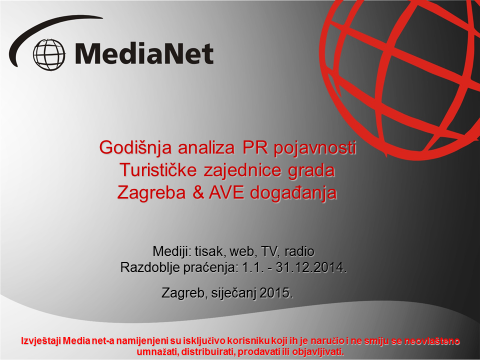 MediaNet
Godišnja analiza PR pojavnosti
Turističke zajednice grada
Zagreba & AVE događanja
Mediji: tisak, web, TV, radio
Razdoblje praćenja: 1.1. - 31.12.2014.
Zagreb, siječanj 2015.
Izvještaji Media net-a namijenjeni su isključivo korisniku koji ih je naručio i ne smiju se neovlašteno
umnažati, distribuirati, prodavati ili objavljivati.